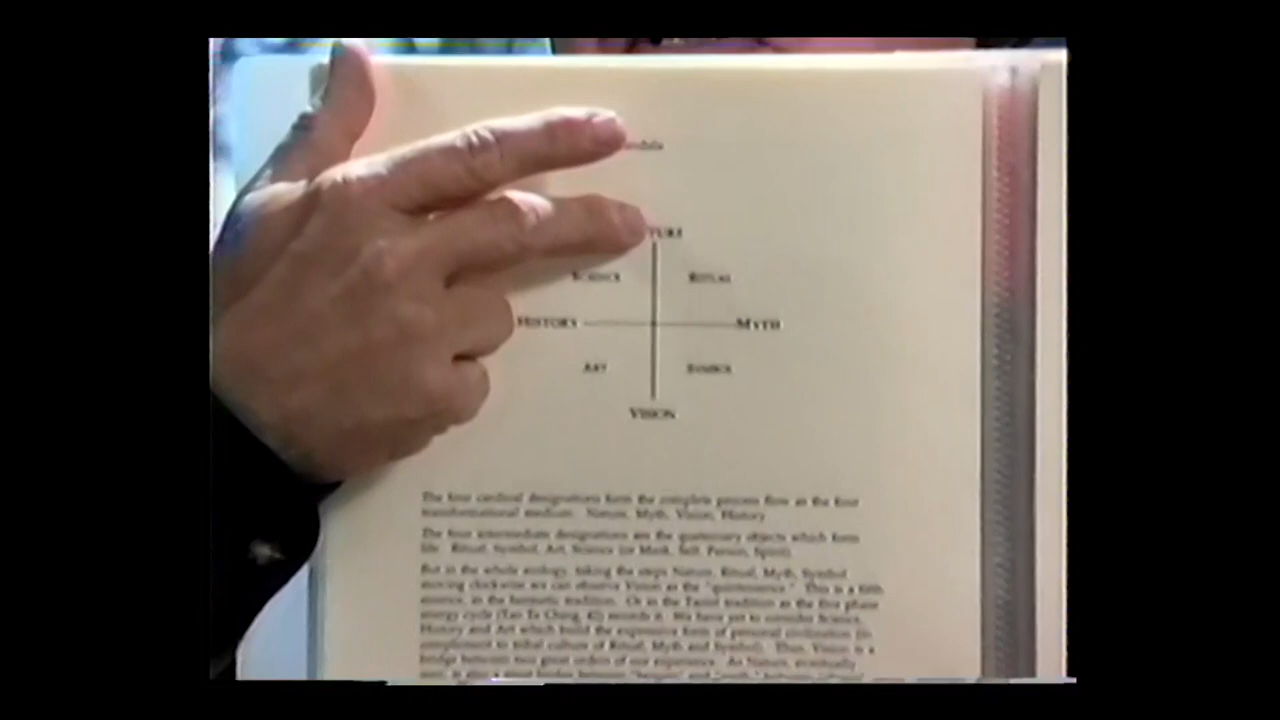 SCIENCE RITUAL
HISTORY MYTH
ART SYMBOL
VISION
The four cardinal designations form the complete process flow as the four
transformational medium. Nature, Myth, Vision, History
The four intermediate designations are the quaternary objects which form
life. Ritual, Symbol, Art, Science (or Mask, Self, Person, Spirit).
But in the whole ecology, taking the steps Nature, Ritual, Myth, Symbol
moving clockwise we can observe Vision as the "quintessence." This is a fifth
essence, in the hermetic tradition. Or in the Taoist tradition as the five phase
energy cycle (Tao Te Ching, 42) records it. We have yet to consider Science,
History and Art which build the expressive form of personal civilization (in
complement to tribal culture of Ritual, Myth and Symbol). Thus, Vision is a
bridge between two great orders of our experience. As Nature, eventually